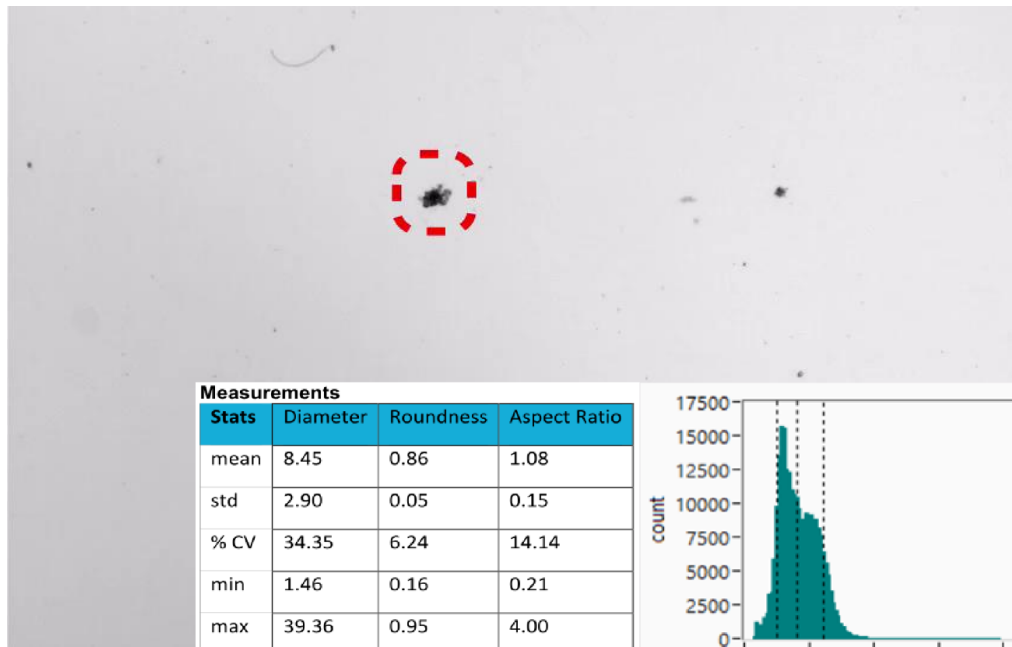 Measurements
Stats Diameter Roundness Aspect Ratio
mean 8.45 0.86 1.08
std 2.90 0.05 0.15
% CV 34.35 6.24 14.14
min 1.46 0.16 0.21
max 39.36 0.95 4.00
17500
15000
12500
10000
7500
5000
2500
0
count